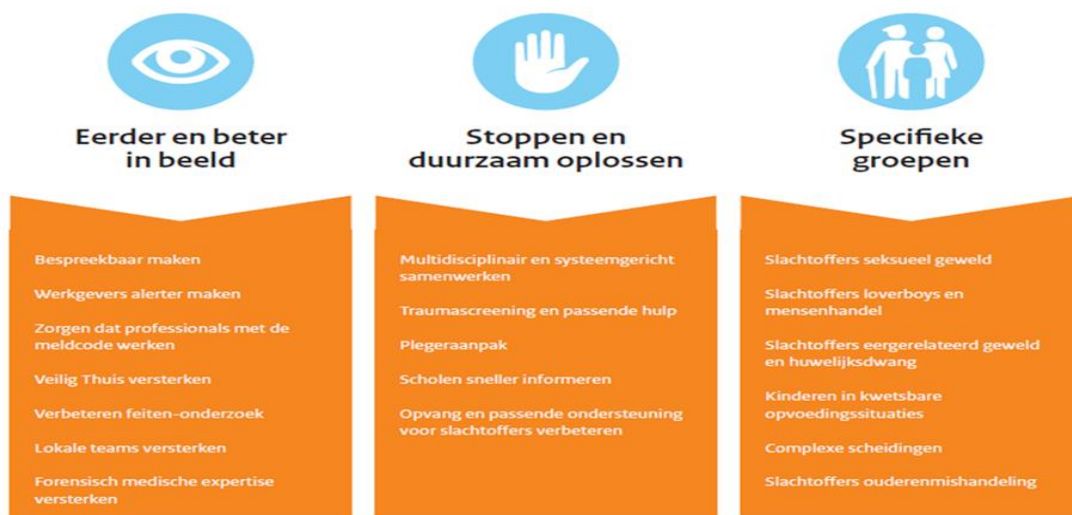 Eerder en beter
in beeld
Bespreekbaar maken
Werkgevers alerter maken
Zorgen dat professionals met de
meldcode werken
Veilig Thuis versterken
Verbeteren feiten-onderzoek
Lokale teams versterken
Forensisch medische expertise
versterken
Stoppen en
duurzaam oplossen
Multidisciplinair en systeemgericht
samenwerken
Traumascreening en passende hulp
Plegeraanpak
Scholen sneller informeren
Opvang en passende ondersteuning
voor slachtoffers verbeteren
Specifieke
groepen
Slachtoffers seksueel geweld
Slachtoffers loverboys en
mensenhandel
Slachtoffers eergerelateerd geweld
en huwelijksdwang
Kinderen in kwetsbare
opvoedingssituaties
Complexe scheidingen
Slachtoffers ouderenmishandeling